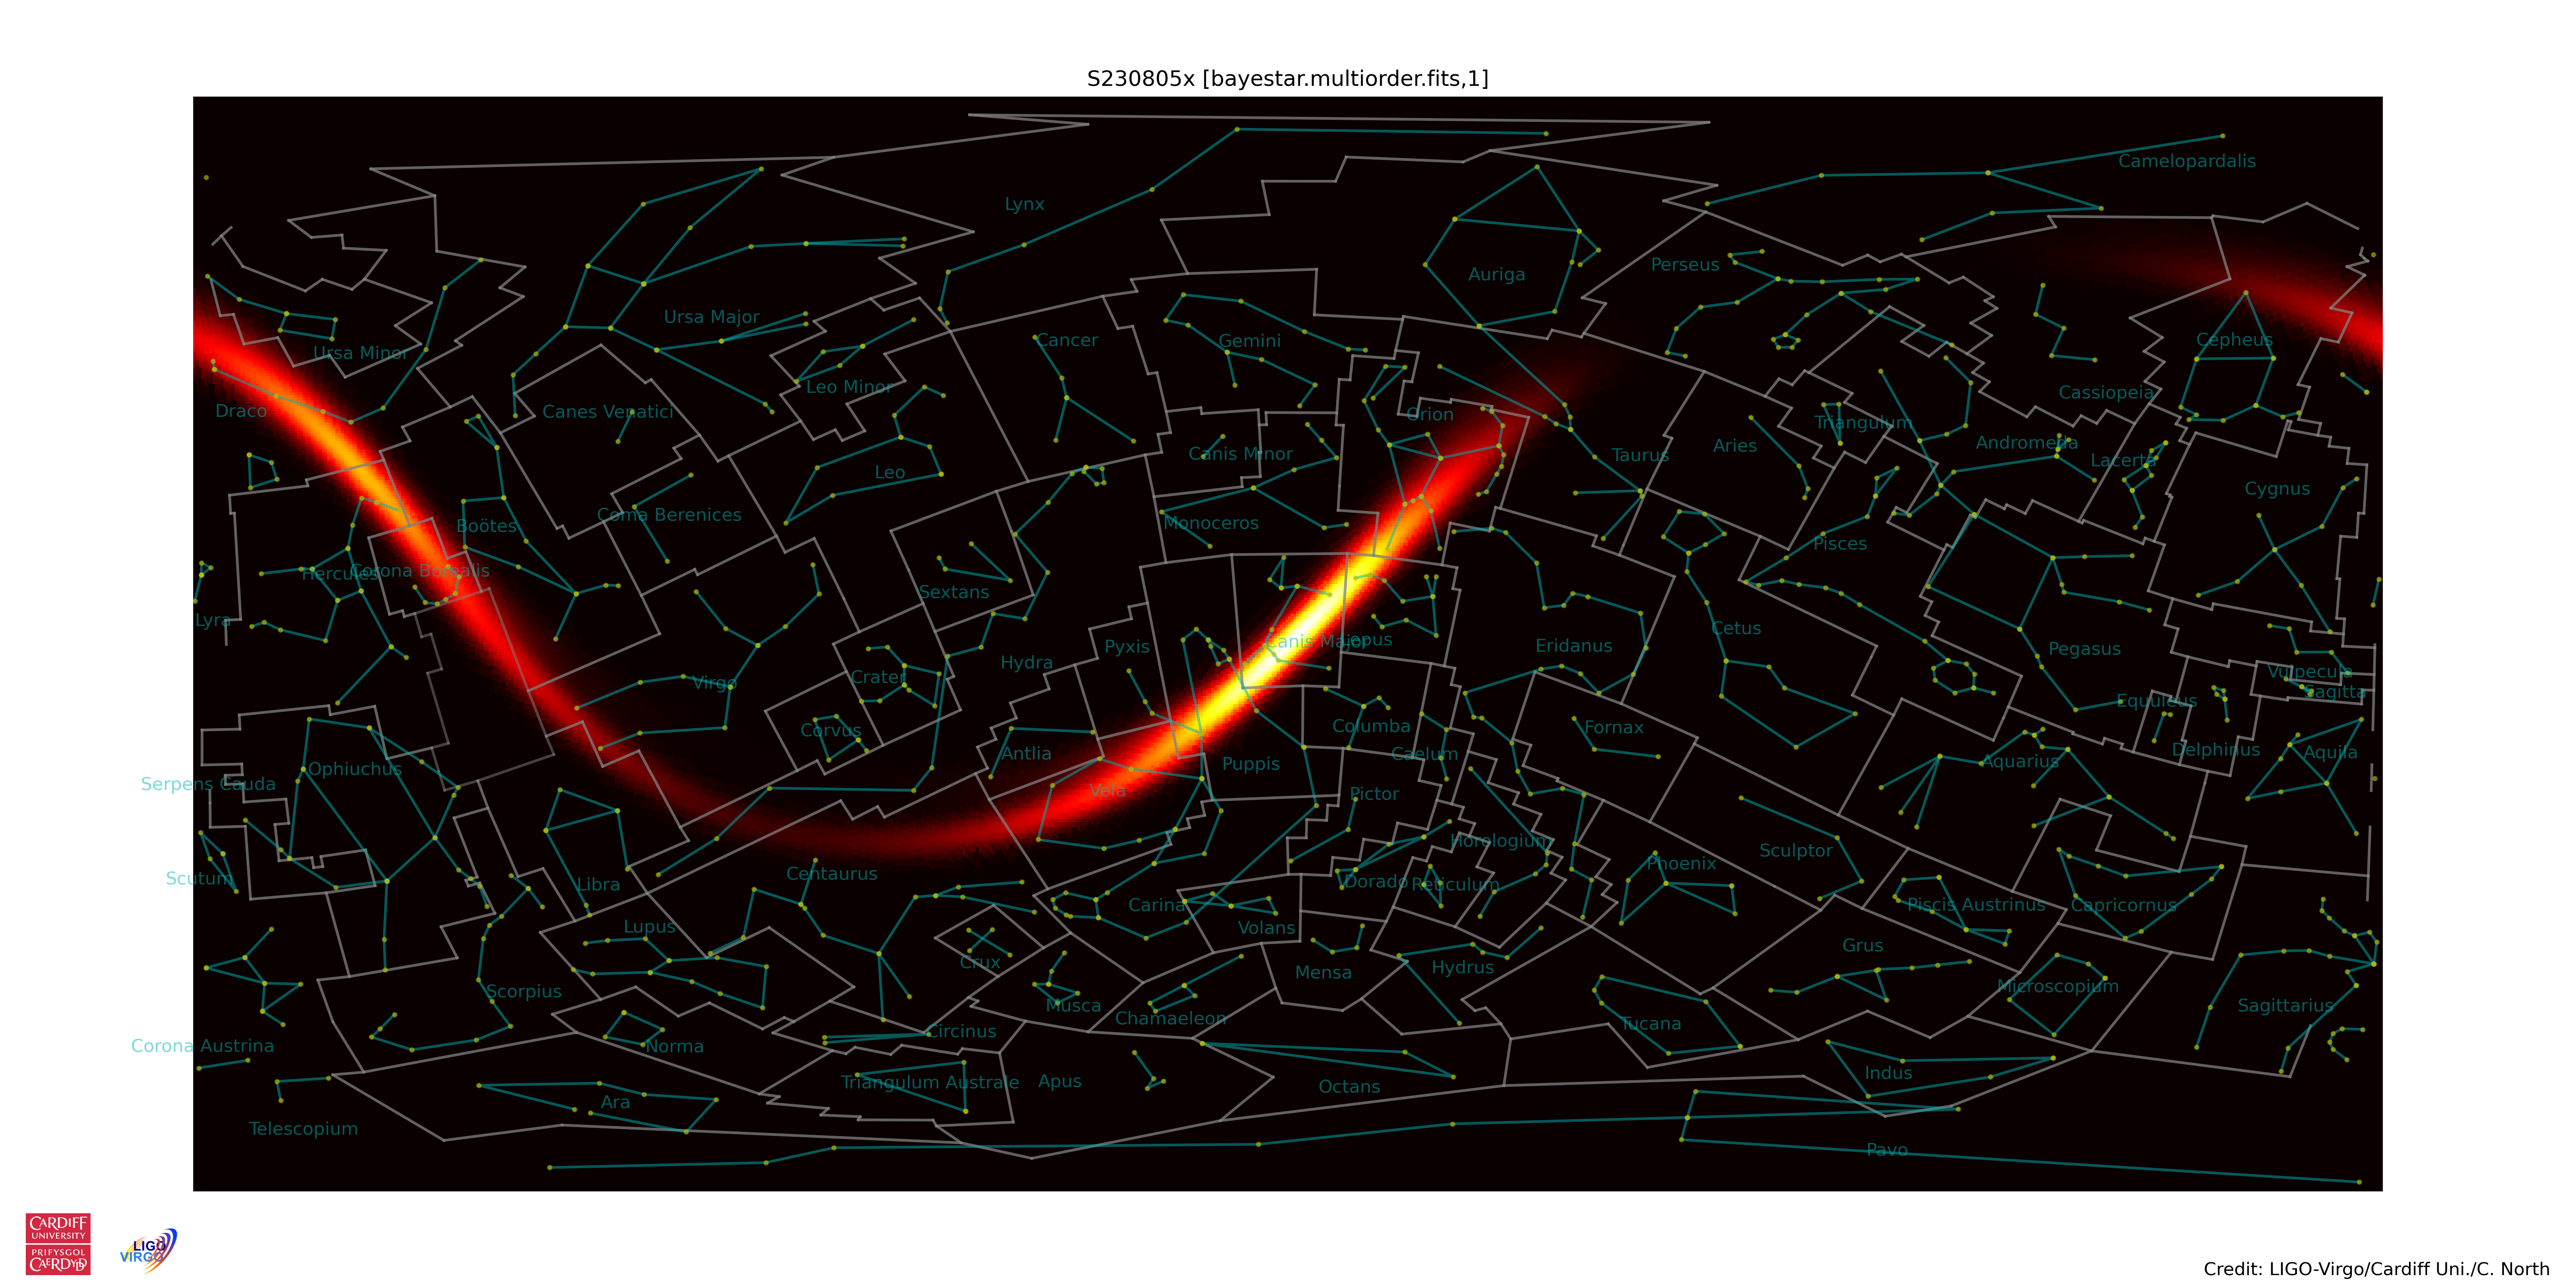 S230805x [bayestar.multiorder.fits,1]
Camelopardalis
Lynx
Perseus
Auriga
Ursa Major
Cepheus
Cancer
Gemini
Ursa Minor
Leo Minor
Cassiopeia
Draco
Canes Venatici
Orion
Triangulum
Andromeda
Aries
Canis Minor
Taurus
Lacerta
Leo
Cygnus
Coma Berenices
Monoceros
Boötes
Pisces
Hercules
Corona Borealis
Sextans
Lyra
Cetus
Canis Major
Lepus
Pyxis
Eridanus
Pegasus
Hydra
Vulpecula
Crater
Virgo
Sagitta
Equuleus
Corvus
Columba
Fornax
Antlia
Caelum
Delphinus
Aquila
Puppis
Aquarius
Ophiuchus
Serpens Cauda
Vela
Pictor
Horologium
Sculptor
Phoenix
Centaurus
Scutum
Libra
Dorado
Reticulum
Carina
Piscis Austrinus
Capricornus
Lupus
Volans
Grus
Crux
Mensa
Hydrus
Scorpius
Microscopium
Musca
Sagittarius
Chamaeleon
Tucana
Circinus
Corona Austrina
Norma
Indus
Triangulum Australe
Apus
Octans
Ara
Telescopium
Pavo
CARDIFF
UNIVERSITY
PRIFYSGOL
CAERDYDD
LIGO
VIRGO
Credit: LIGO-Virgo/Cardiff Uni./C. North